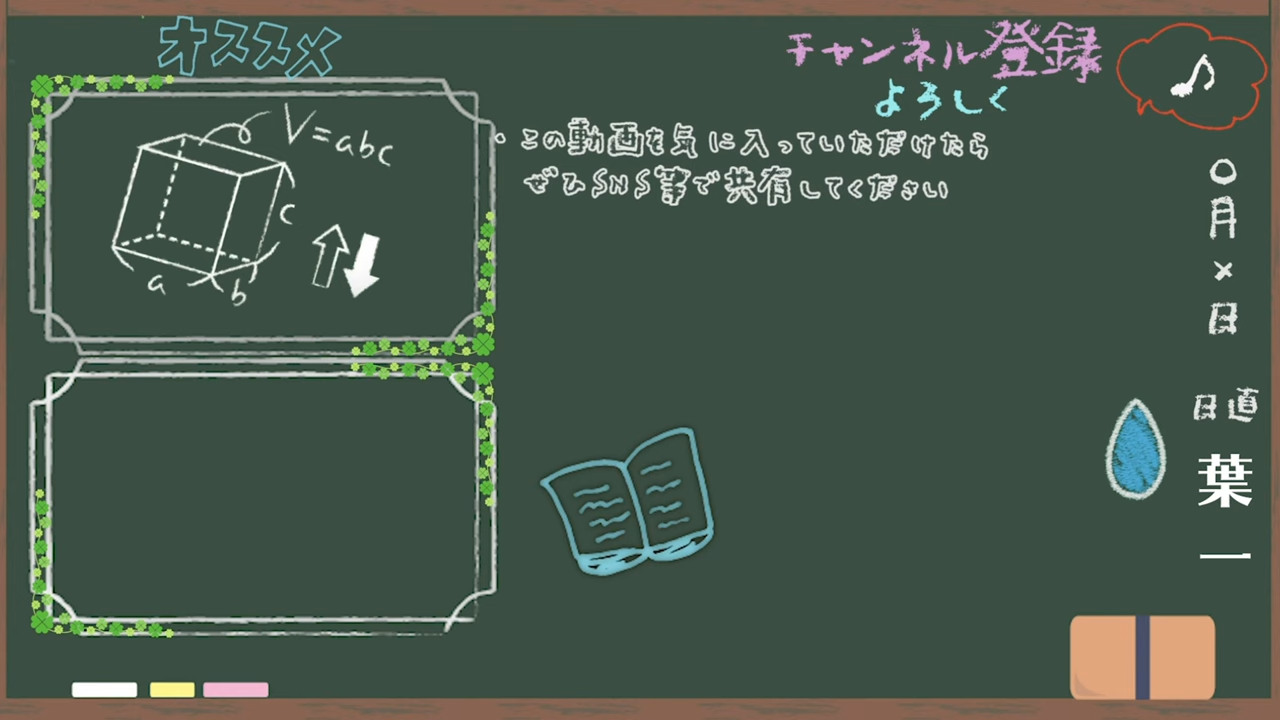 オススメ
チャンネル登録
よろしく
・この動画を気に入っていただけたら
ぜひSNS等で共有してください
V=abc
c
a
b
〇月×日
日直
葉一